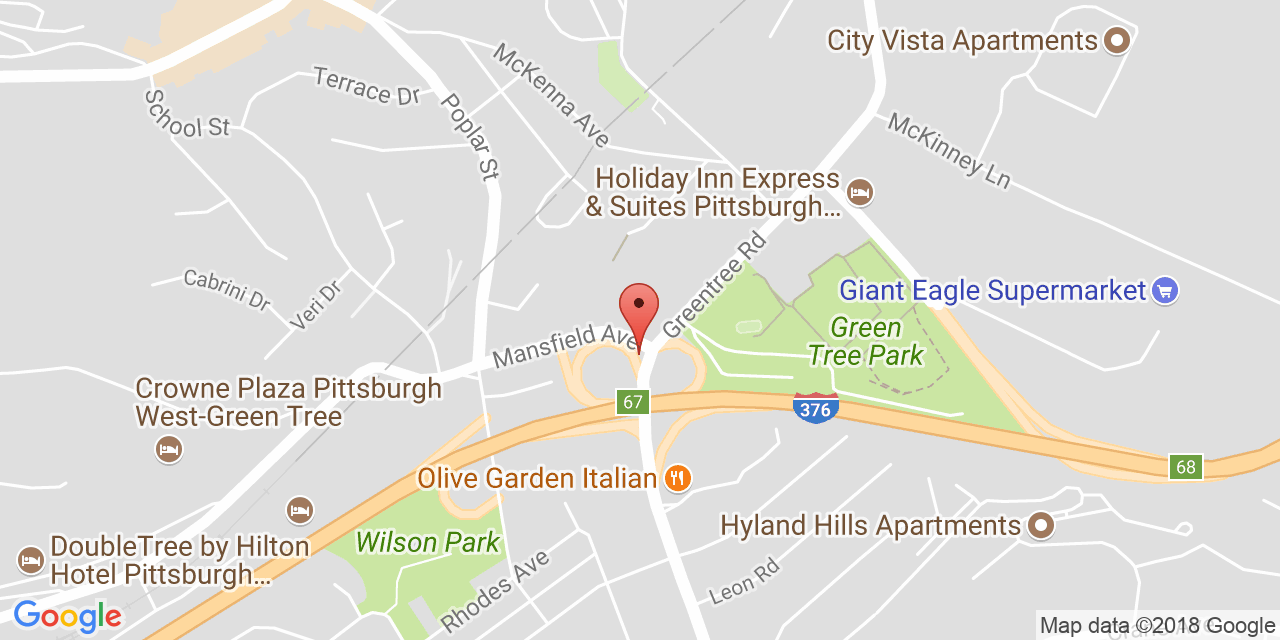 City Vista Apartments
McKenna Ave
Terrace Dr
School St
Poplar St
McKinney Ln
Holiday Inn Express
& Suites Pittsburgh...
Greentree Rd
Cabrini Dr
Veri Dr
Giant Eagle Supermarket
Green
Tree Park
Mansfield Ave
Crowne Plaza Pittsburgh
West-Green Tree
67
376
68
Olive Garden Italian
Hyland Hills Apartments
Wilson Park
DoubleTree by Hilton
Hotel Pittsburgh...
Rhodes Ave
Leon Rd
Google
Map data ©2018 Google